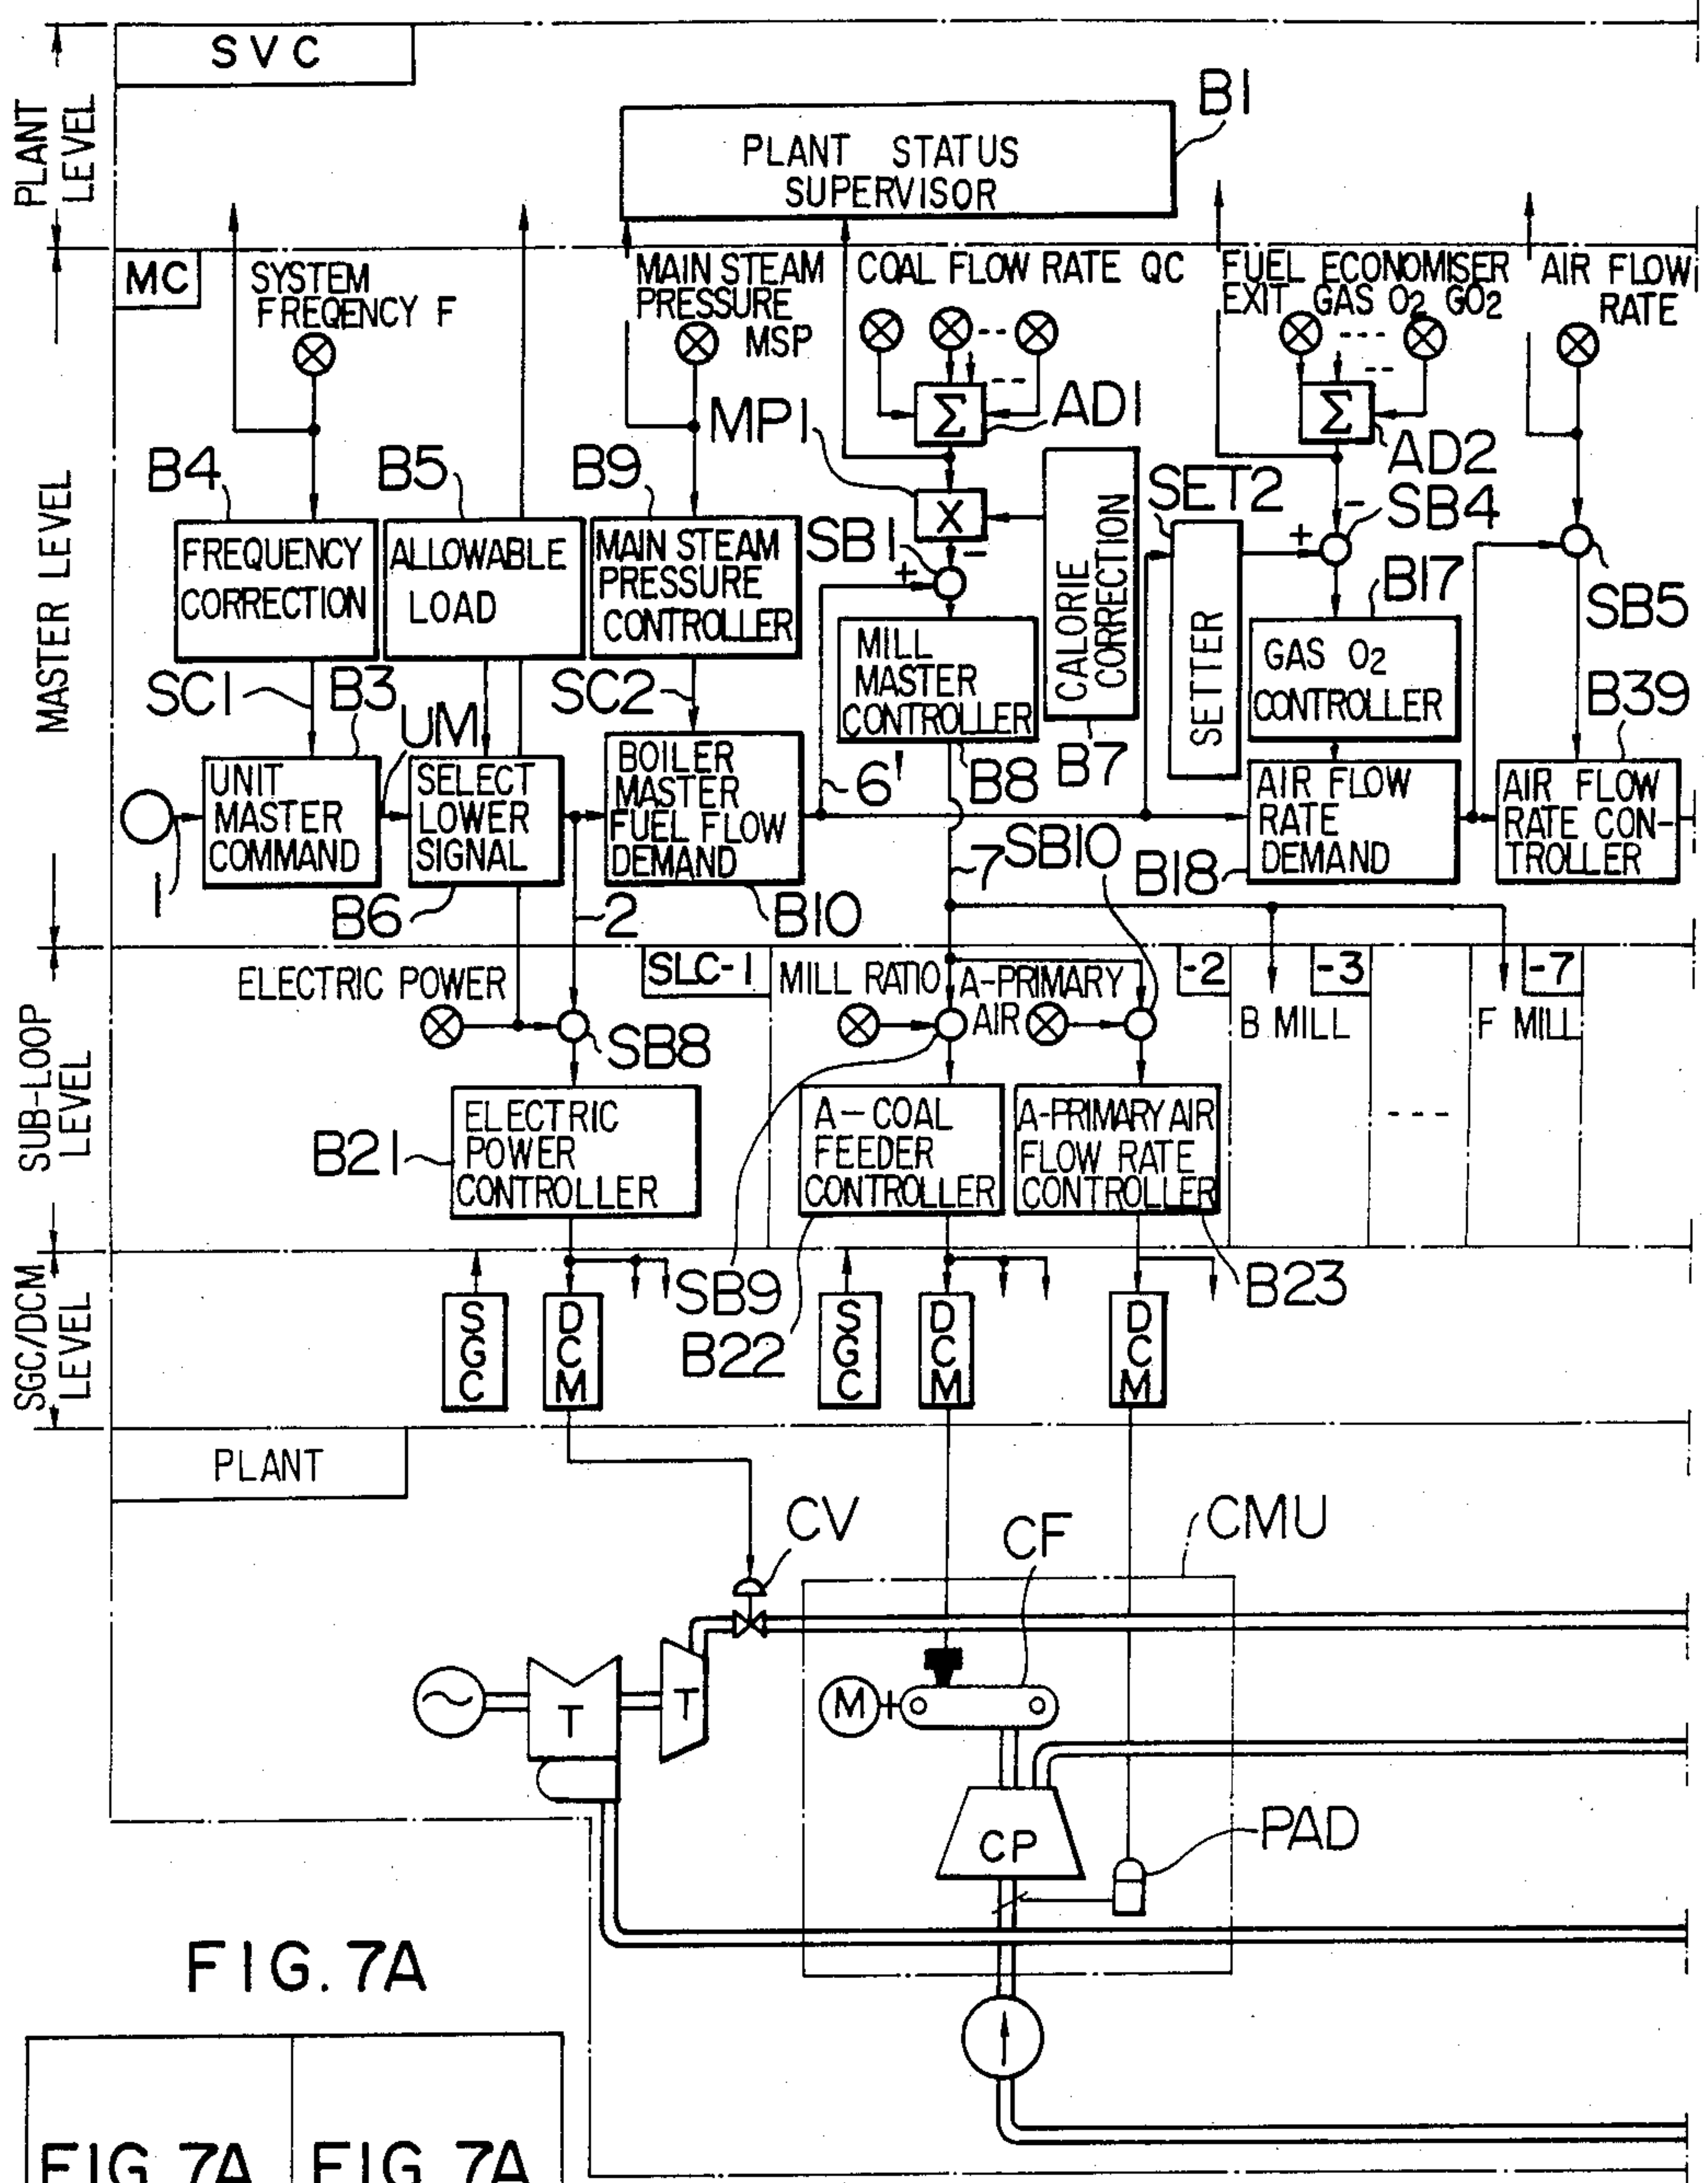 SVC
PLANT LEVEL
B1
PLANT STATUS
SUPERVISOR
MC
SYSTEM
FREQENCY F
MAIN STEAM
PRESSURE
MSP
COAL FLOW RATE QC
FUEL ECONOMISER
EXIT GAS O2 GO2
AIR FLOW
RATE
MASTER LEVEL
Σ
AD1
Σ
AD2
MP1
X
B4
B5
B9
SB1
+
-
SET2
+
-
SB4
SB5
FREQUENCY
CORRECTION
ALLOWABLE
LOAD
MAIN STEAM
PRESSURE
CONTROLLER
CALORIE
CORRECTION
SETTER
B17
MILL
MASTER
CONTROLLER
GAS O2
CONTROLLER
SC1
B3
UM
SC2
B8
B7
B39
UNIT
MASTER
COMMAND
SELECT
LOWER
SIGNAL
BOILER
MASTER
FUEL FLOW
DEMAND
6'
AIR FLOW
RATE
DEMAND
AIR FLOW
RATE CON-
TROLLER
1
B6
2
B10
7
SB10
B18
SUB-LOOP
LEVEL
ELECTRIC POWER
SLC-1
MILL RATIO
A-PRIMARY
AIR
-2
-3
-7
B MILL
F MILL
SB8
B21
ELECTRIC
POWER
CONTROLLER
A-COAL
FEEDER
CONTROLLER
A-PRIMARY AIR
FLOW RATE
CONTROLLER
---
SGC/DCM
LEVEL
SGC
DCM
SB9
B22
SGC
DCM
DCM
B23
PLANT
CV
CF
CMU
T
T
M
CP
PAD
FIG. 7A
FIG. 7A
FIG. 7A